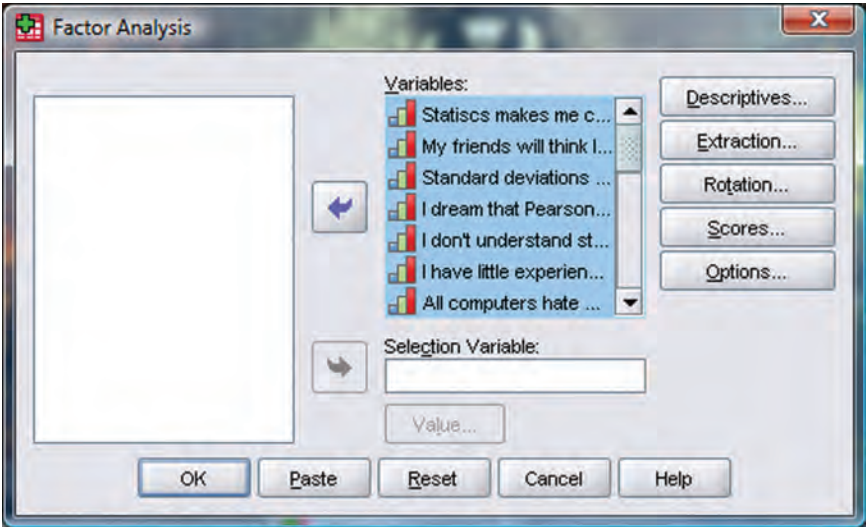 Factor Analysis
Variables:
Statiscs makes me c...
My friends will think I...
Standard deviations ...
I dream that Pearson...
I don't understand st...
I have little experien...
All computers hate ...
Selection Variable:
Value...
Descriptives...
Extraction...
Rotation...
Scores...
Options...
OK
Paste
Reset
Cancel
Help